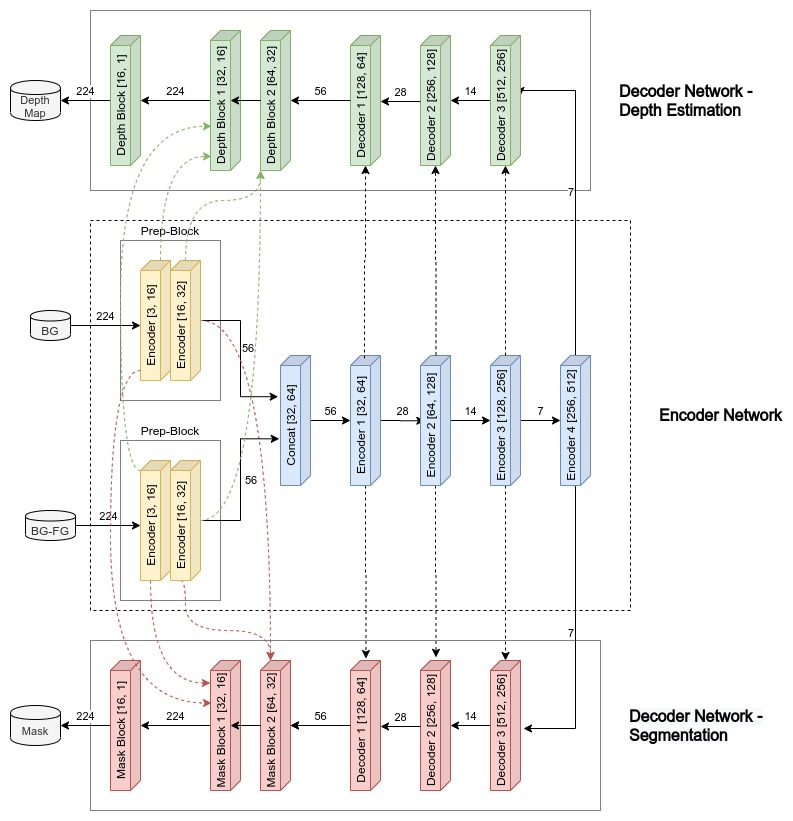 224
Depth
Map
Depth Block [16, 1]
224
Depth Block 1 [32, 16]
Depth Block 2 [64, 32]
56
Decoder 1 [128, 64]
28
Decoder 2 [256, 128]
14
Decoder 3 [512, 256]
Decoder Network -
Depth Estimation
7
Prep-Block
BG
224
Encoder [3, 16]
Encoder [16, 32]
56
Prep-Block
BG-FG
224
Encoder [3, 16]
Encoder [16, 32]
56
Concat [32, 64]
56
Encoder 1 [32, 64]
28
Encoder 2 [64, 128]
14
Encoder 3 [128, 256]
7
Encoder 4 [256, 512]
Encoder Network
7
224
Mask
Mask Block [16, 1]
224
Mask Block 1 [32, 16]
Mask Block 2 [64, 32]
56
Decoder 1 [128, 64]
28
Decoder 2 [256, 128]
14
Decoder 3 [512, 256]
Decoder Network -
Segmentation